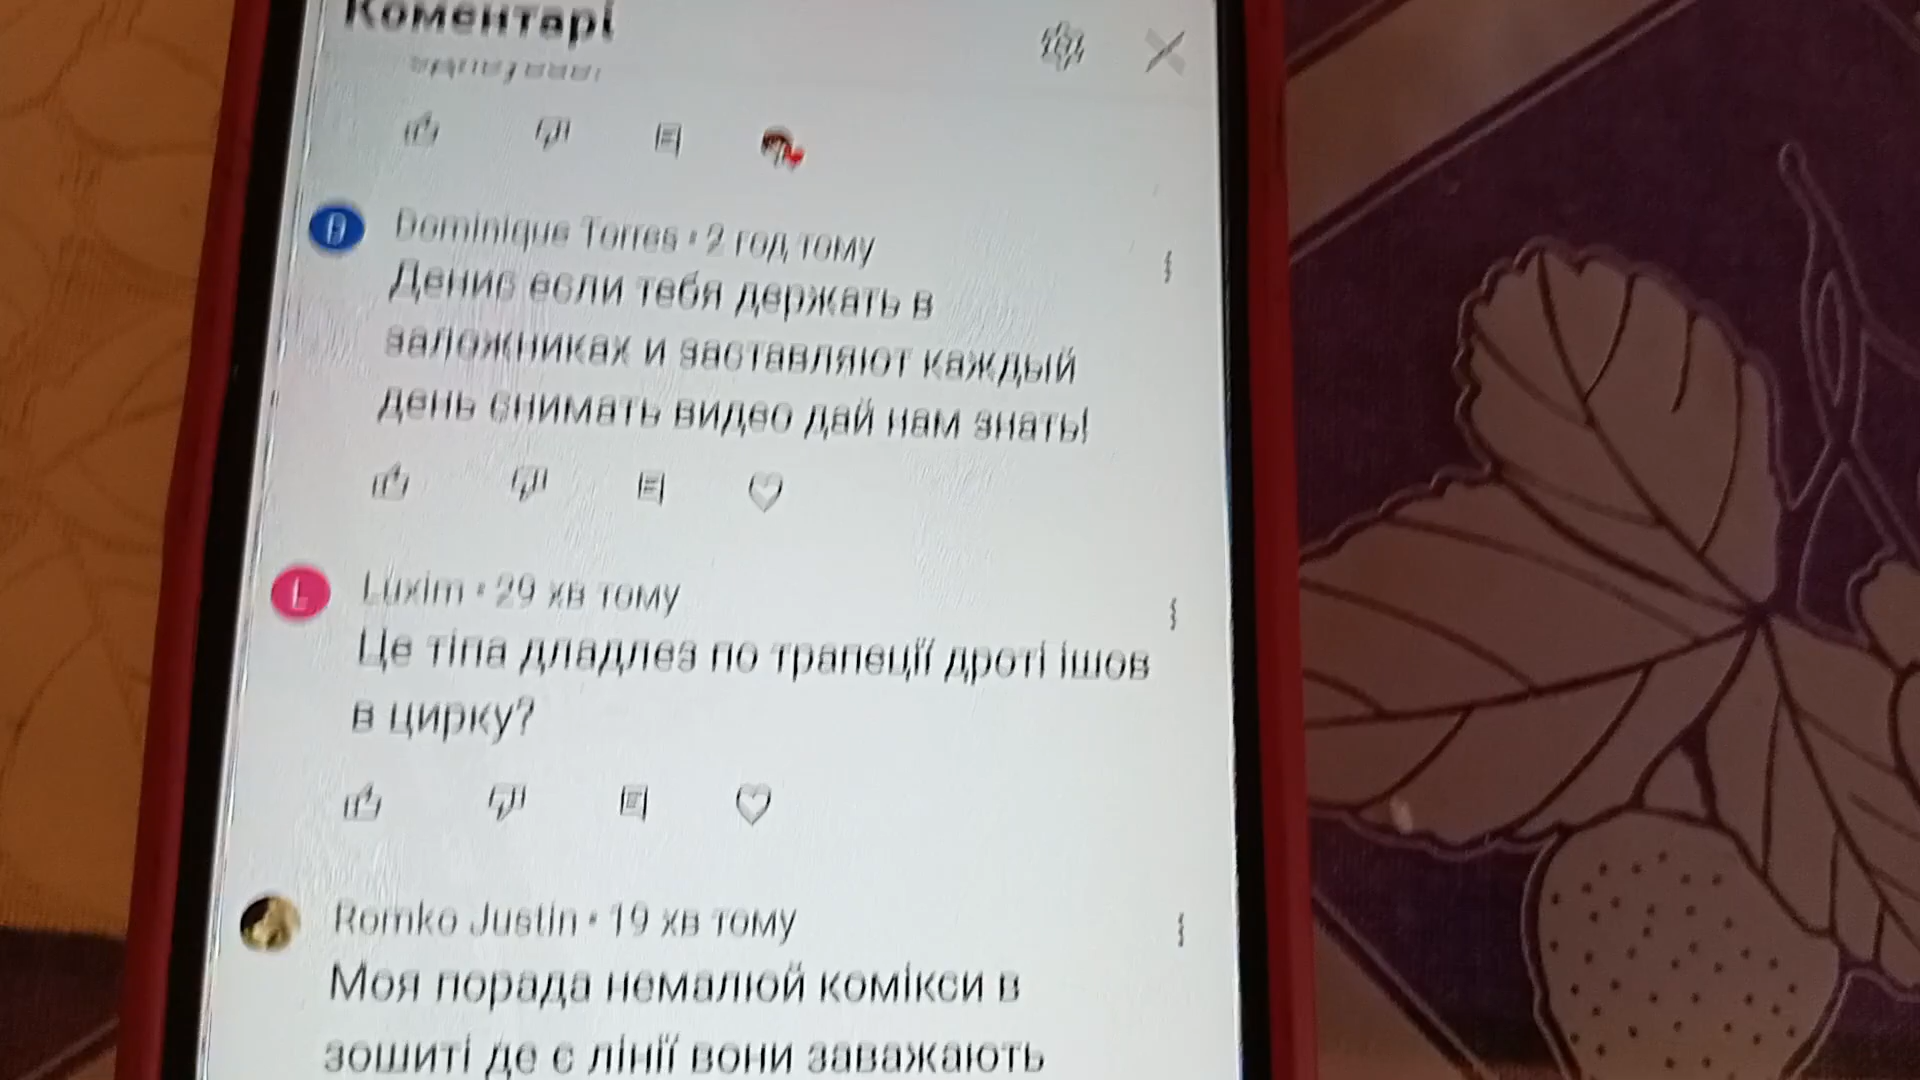 Коментарі
Dominique Torres • 2 год тому
Денис если тебя держать в
заложниках и заставляют каждый
день снимать видео дай нам знать!
L
Luxim • 29 хв тому
Це тіпа дладлез по трапеції дроті ішов
в цирку?
Romko Justin • 19 хв тому
Моя порада немалюй комікси в
зошиті де є лінії вони заважають